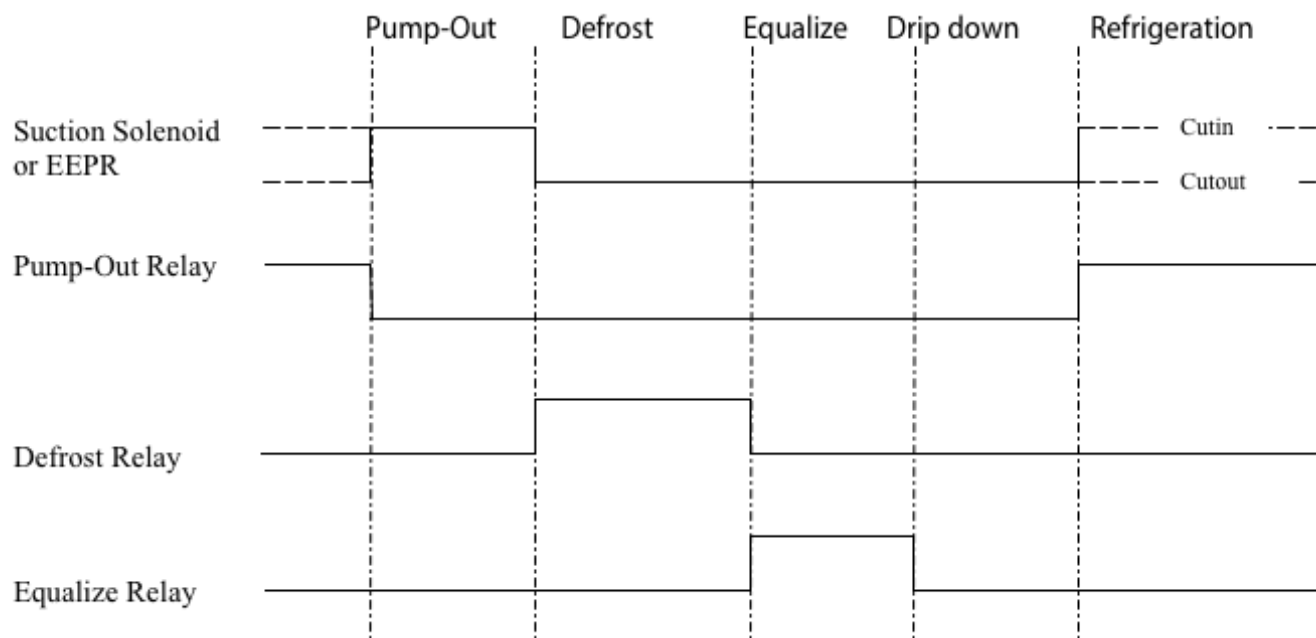 Pump-Out Defrost Equalize Drip down Refrigeration
Suction Solenoid
or EEPR
Cutin
Cutout
Pump-Out Relay
Defrost Relay
Equalize Relay